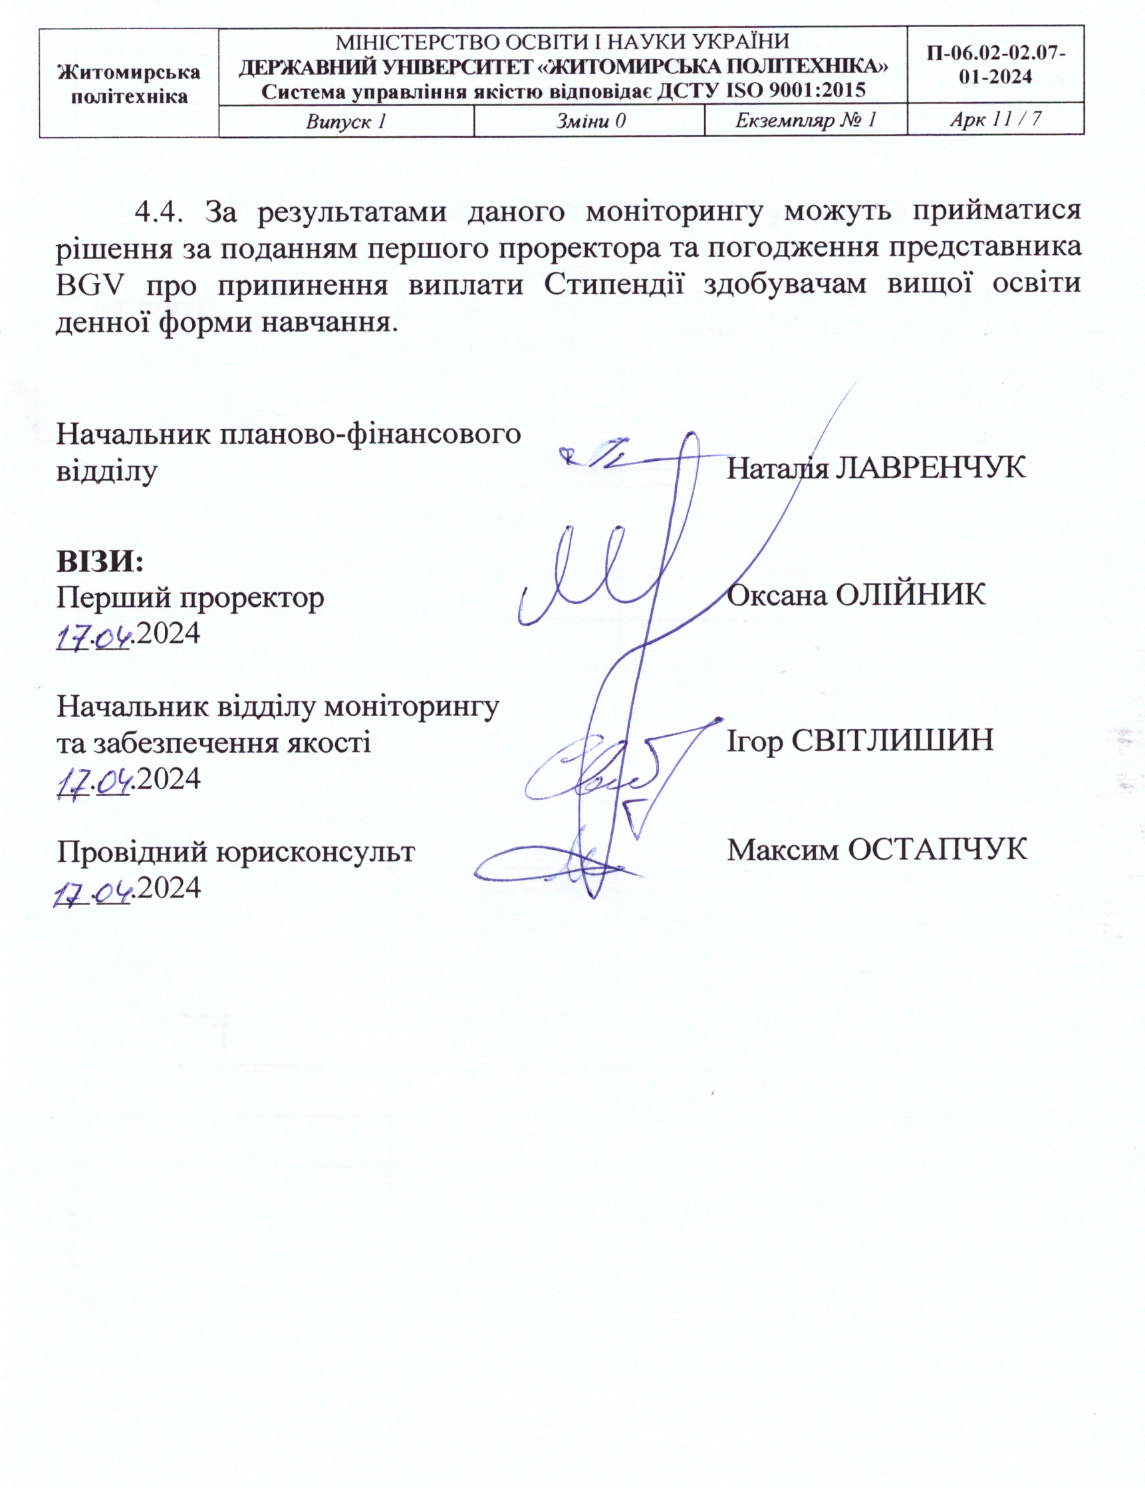 Житомирська
політехніка
МІНІСТЕРСТВО ОСВІТИ І НАУКИ УКРАЇНИ
ДЕРЖАВНИЙ УНІВЕРСИТЕТ «ЖИТОМИРСЬКА ПОЛІТЕХНІКА»
Система управління якістю відповідає ДСТУ ISO 9001:2015
П-06.02-02.07-
01-2024
Випуск 1
Зміни 0
Екземпляр № 1
Арк 11 / 7
4.4. За результатами даного моніторингу можуть прийматися
рішення за поданням першого проректора та погодження представника
BGV про припинення виплати Стипендії здобувачам вищої освіти
денної форми навчання.
Начальник планово-фінансового
відділу
Наталія ЛАВРЕНЧУК
ВІЗИ:
Перший проректор
Оксана ОЛІЙНИК
17.04.2024
Начальник відділу моніторингу
та забезпечення якості
Ігор СВІТЛИШИН
17.04.2024
Провідний юрисконсульт
Максим ОСТАПЧУК
17.04.2024